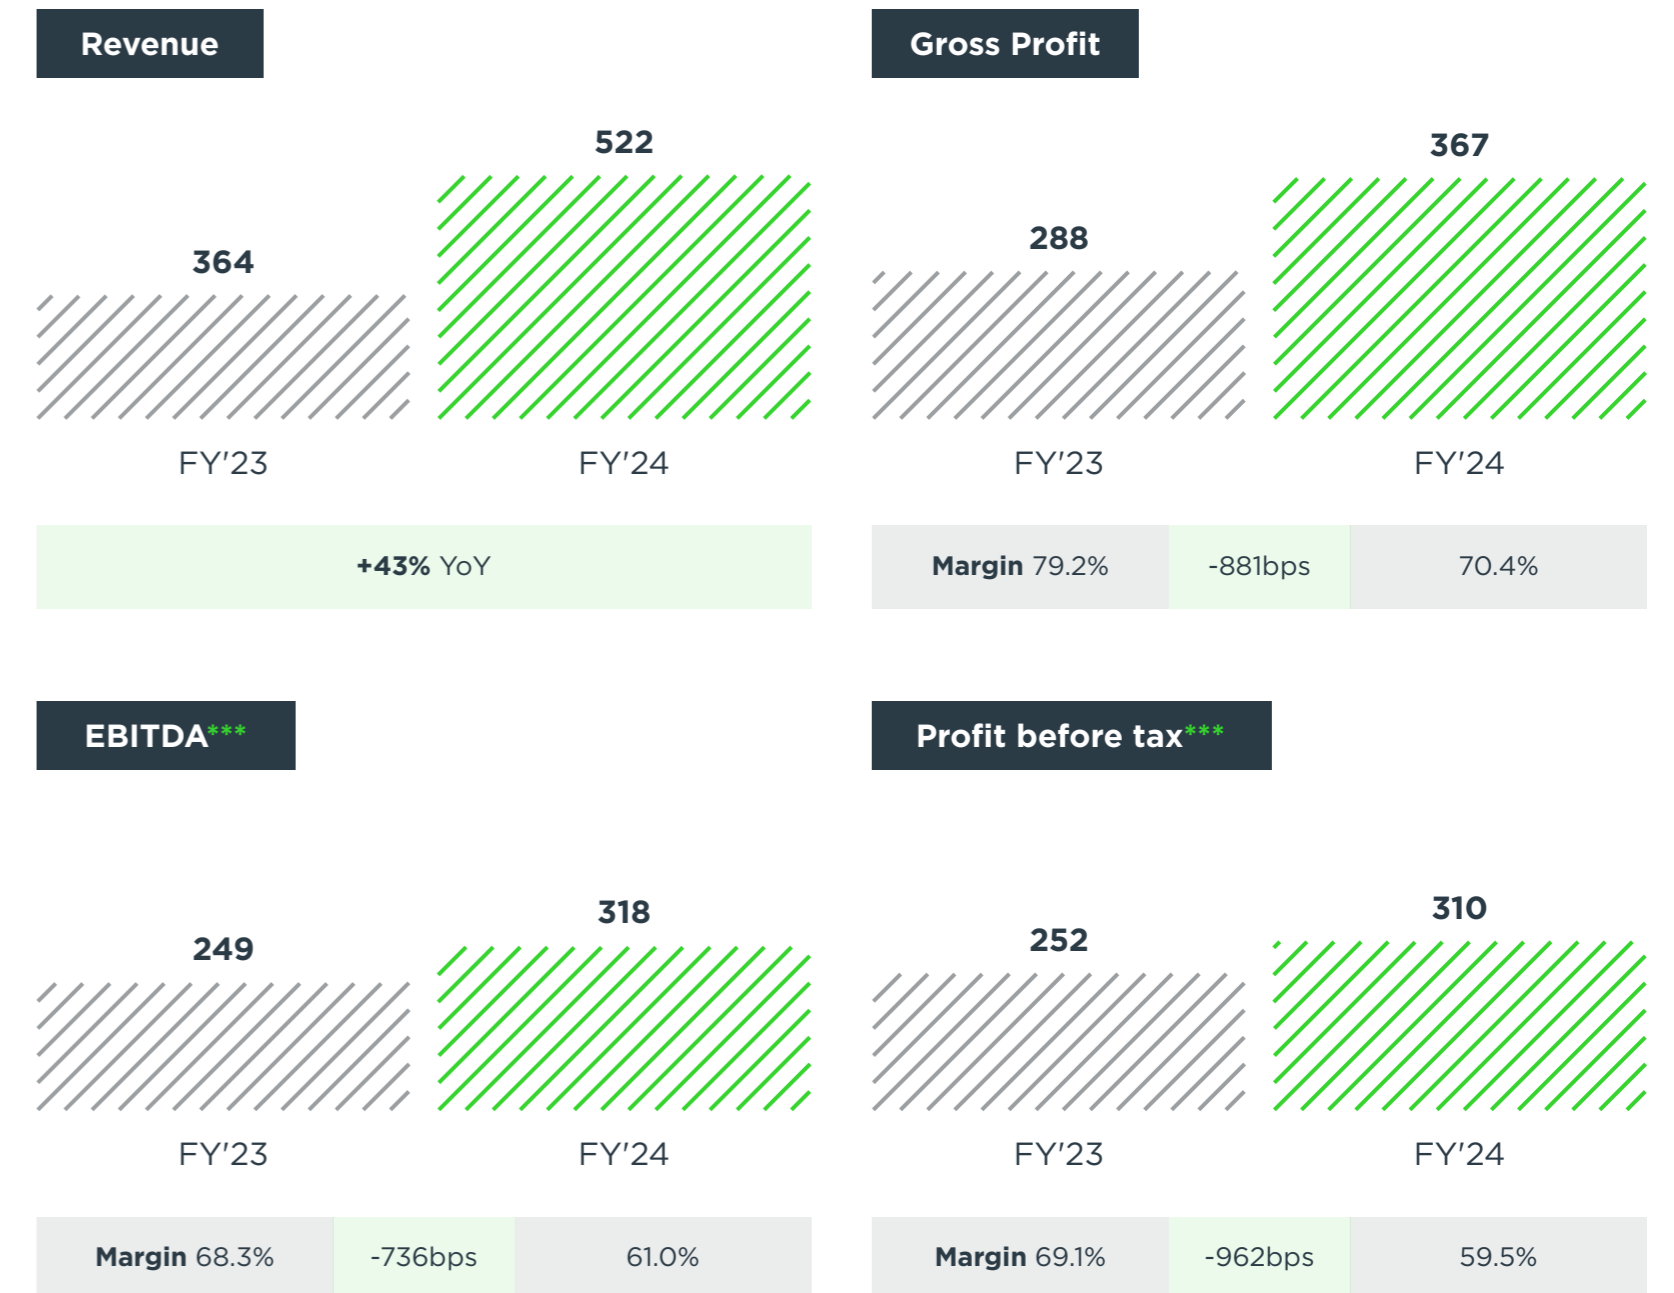 Revenue
522
364
FY'23
FY'24
+43% YoY
Gross Profit
367
288
FY'23
FY'24
Margin 79.2%
-881bps
70.4%
EBITDA***
318
249
FY'23
FY'24
Margin 68.3%
-736bps
61.0%
Profit before tax***
310
252
FY'23
FY'24
Margin 69.1%
-962bps
59.5%